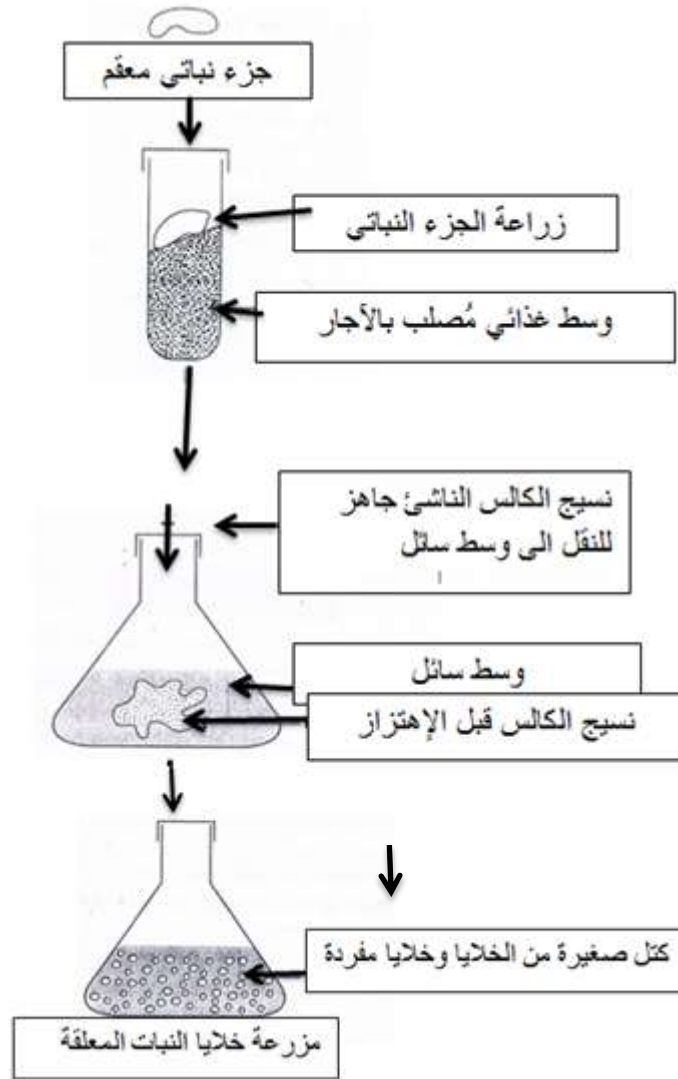 جزء نباتي معقم
زراعة الجزء النباتي
وسط غذائي مُصلب بالآجار
نسيج الكالس الناشئ جاهز
للنقل الى وسط سائل
وسط سائل
نسيج الكالس قبل الإهتزاز
كتل صغيرة من الخلايا وخلايا مفردة
مزرعة خلايا النبات المعلقة